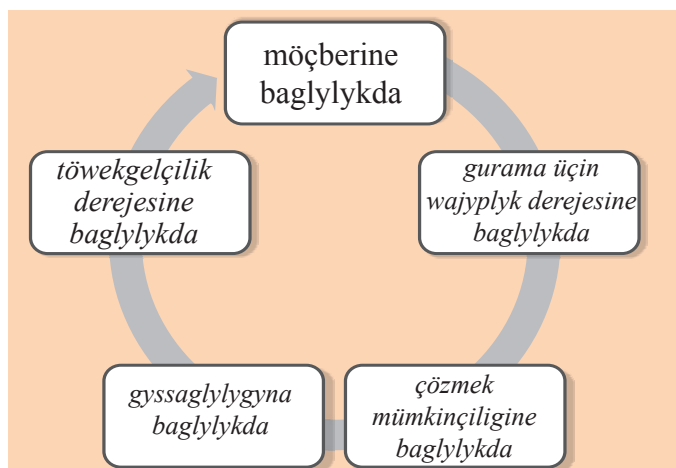 möçberine
baglylykda
gurama üçin
wajyplyk derejesine
baglylykda
çözmek
mümkinçiligine
baglylykda
gyssaglylygyna
baglylykda
töwekgelçilik
derejesine
baglylykda